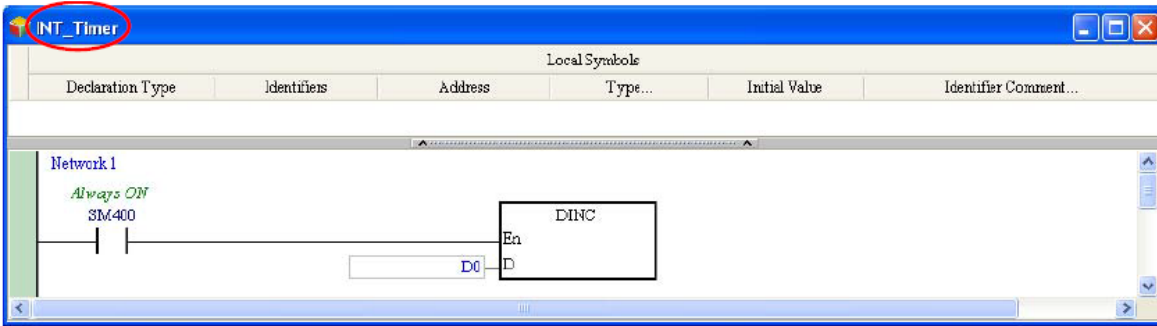 INT_Timer
Local Symbols
Declaration Type Identifiers Address Type... Initial Value Identifier Comment...
Network 1
Always ON
SM400
DINC
En
D0 D